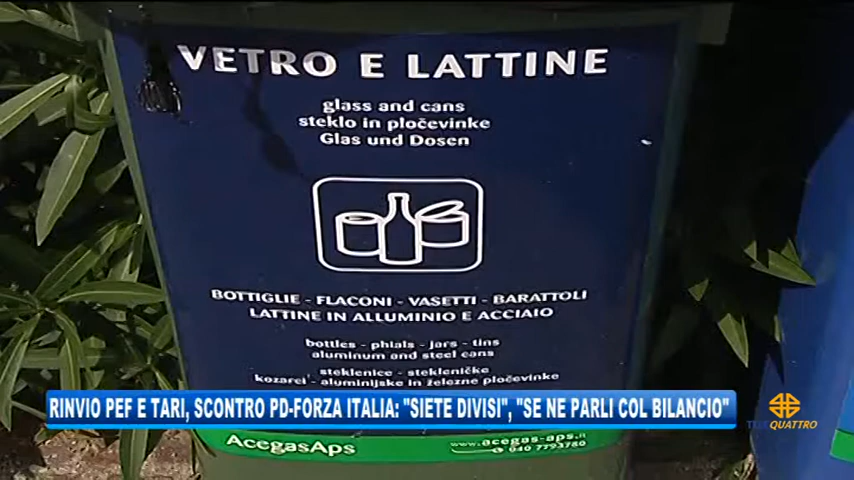 VETRO E LATTINE
glass and cans
steklo in pločevinke
Glas und Dosen
BOTTIGLIE - FLACONI - VASETTI - BARATTOLI
LATTINE IN ALLUMINIO E ACCIAIO
bottles - phials - jars - tins
aluminum and steel cans
steklenice - stekleničke
kozarci - aluminijske in železne pločevinke
RINVIO PEF E TARI, SCONTRO PD-FORZA ITALIA: "SIETE DIVISI", "SE NE PARLI COL BILANCIO"
TELEQUATTRO
AcegasAps
www.acegas-aps.it
040 7793780